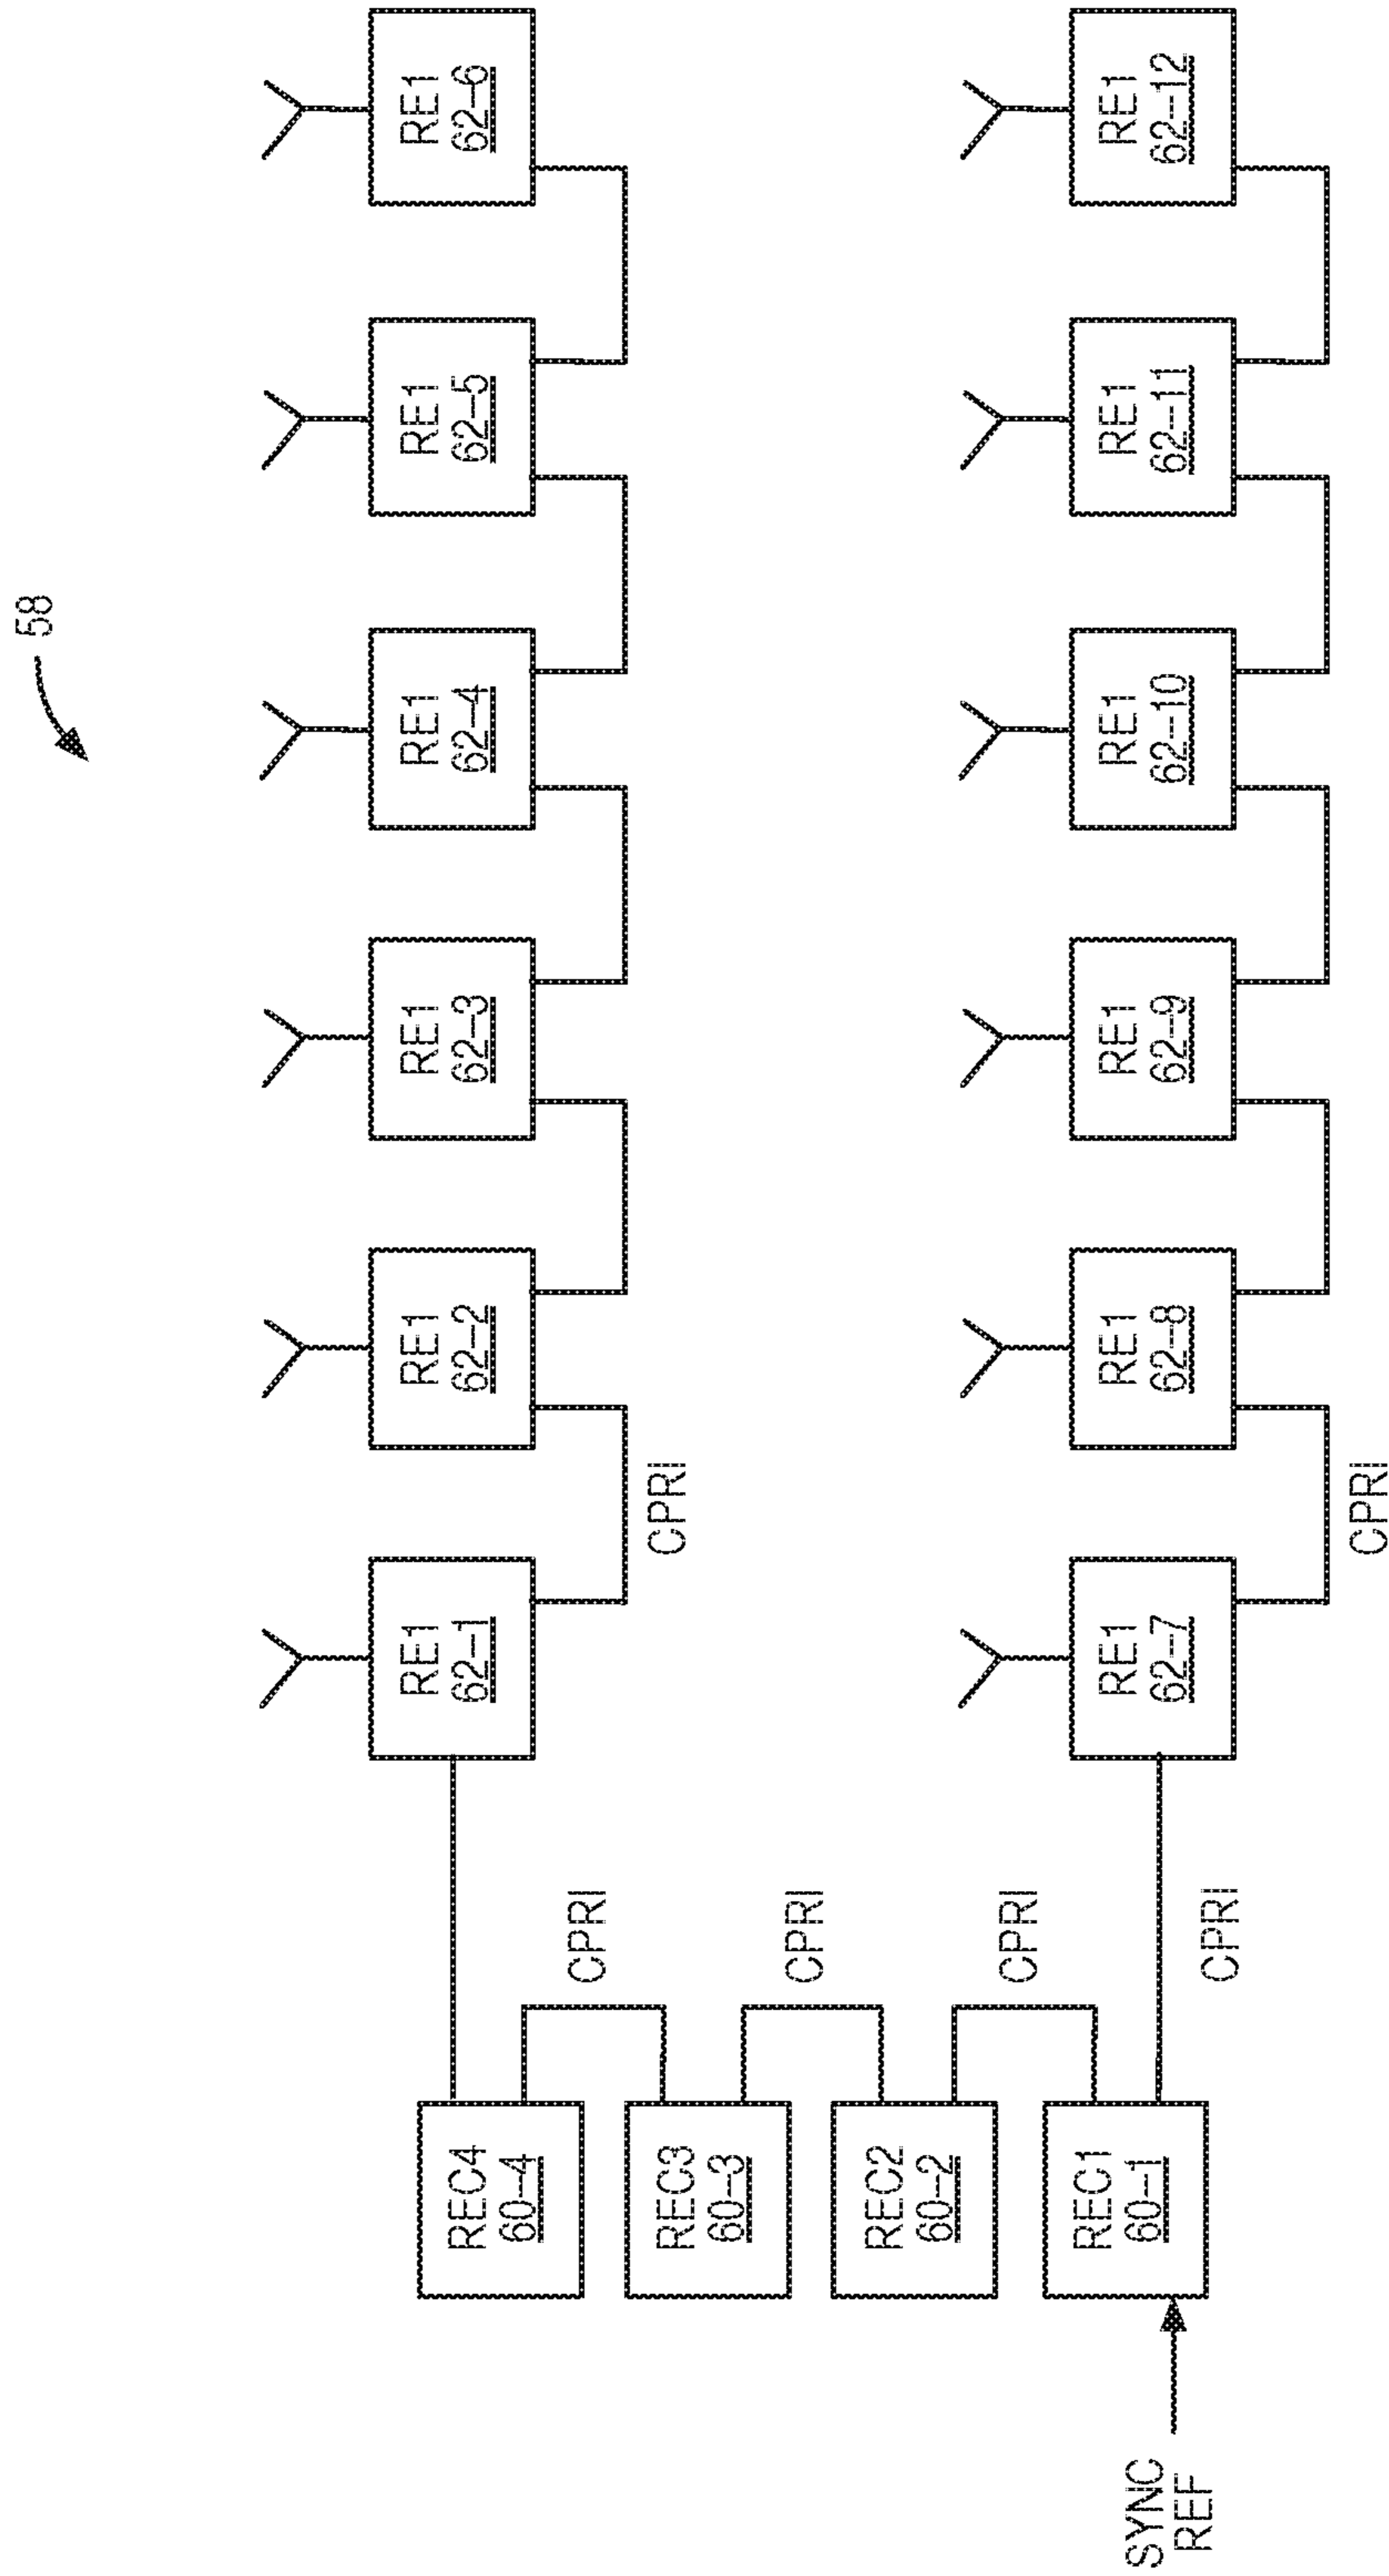 58
RE1
62-1
RE1
62-2
RE1
62-3
RE1
62-4
RE1
62-5
RE1
62-6
CPRI
REC4
60-4
CPRI
REC3
60-3
CPRI
REC2
60-2
CPRI
REC1
60-1
CPRI
SYNC
REF
RE1
62-7
RE1
62-8
RE1
62-9
RE1
62-10
RE1
62-11
RE1
62-12
CPRI